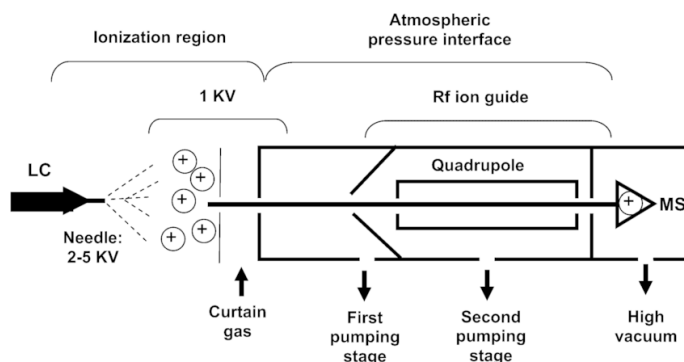 Atmospheric
pressure interface
Ionization region
1 KV
Rf ion guide
LC
Quadrupole
+
+
+
+
+
+
MS
Needle:
2-5 KV
Curtain
gas
First
pumping
stage
Second
pumping
stage
High
vacuum